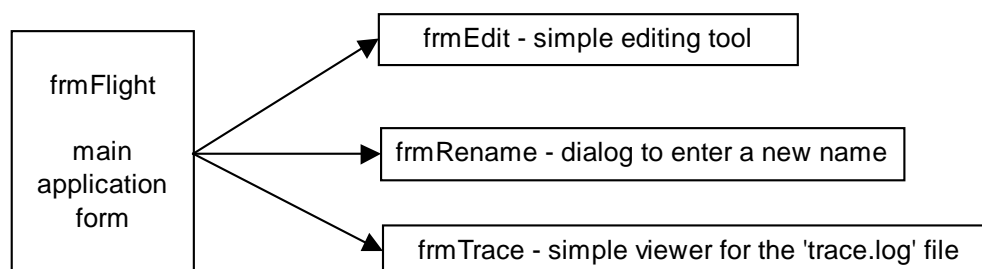 frmFlight
main
application
form
frmEdit - simple editing tool
frmRename - dialog to enter a new name
frmTrace - simple viewer for the 'trace.log' file